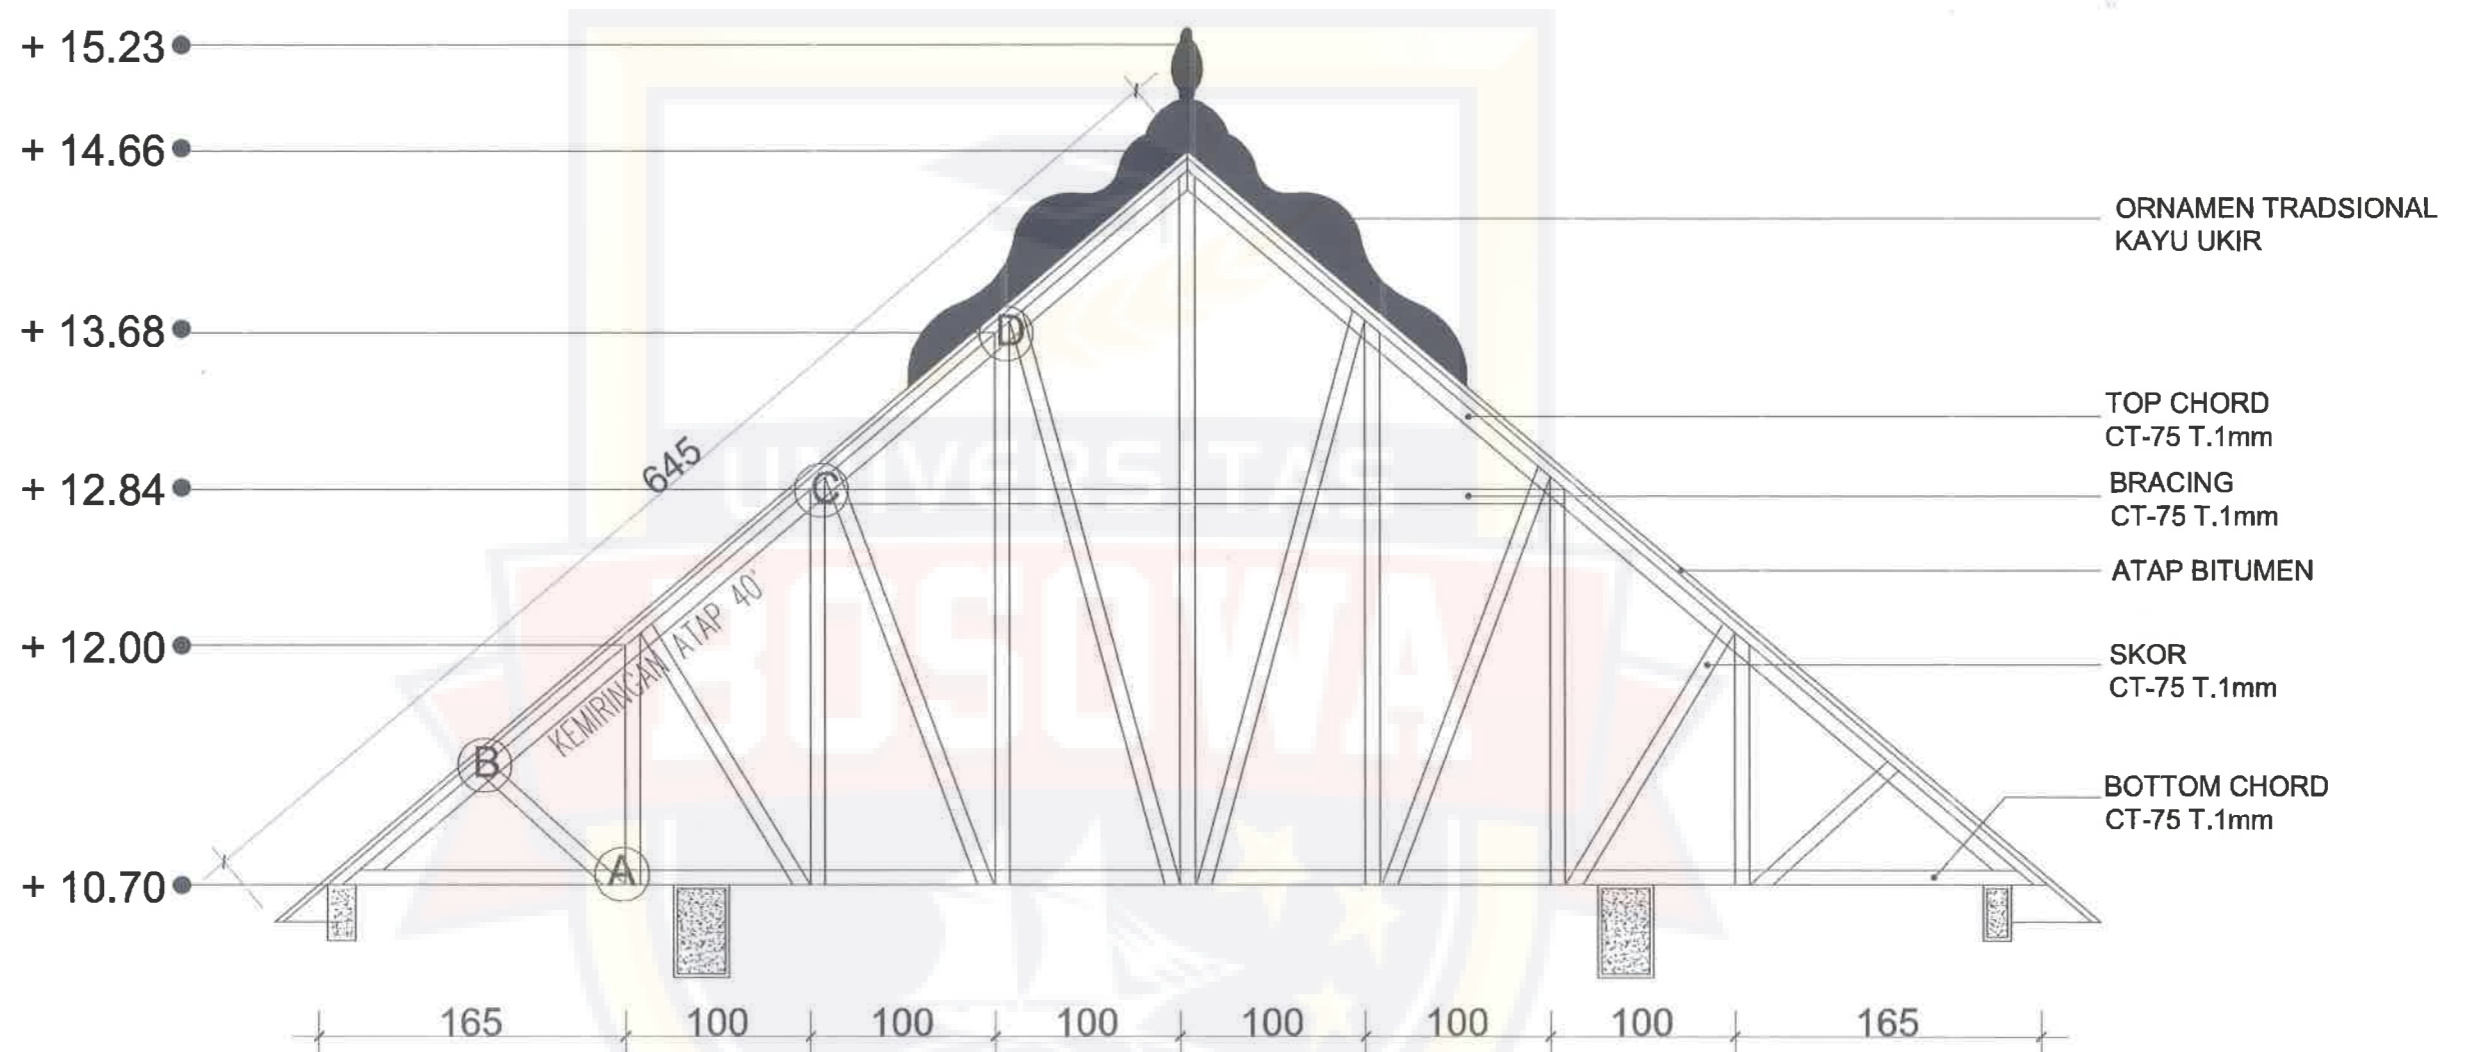 + 15.23
+ 14.66
+ 13.68
+ 12.84
+ 12.00
+ 10.70
645
KEMIRINGAN ATAP 40°
A
B
C
D
ORNAMEN TRADSIONAL
KAYU UKIR
TOP CHORD
CT-75 T.1mm
BRACING
CT-75 T.1mm
ATAP BITUMEN
SKOR
CT-75 T.1mm
BOTTOM CHORD
CT-75 T.1mm
UNIVERSITAS
BOSOWA
165 100 100 100 100 100 100 165